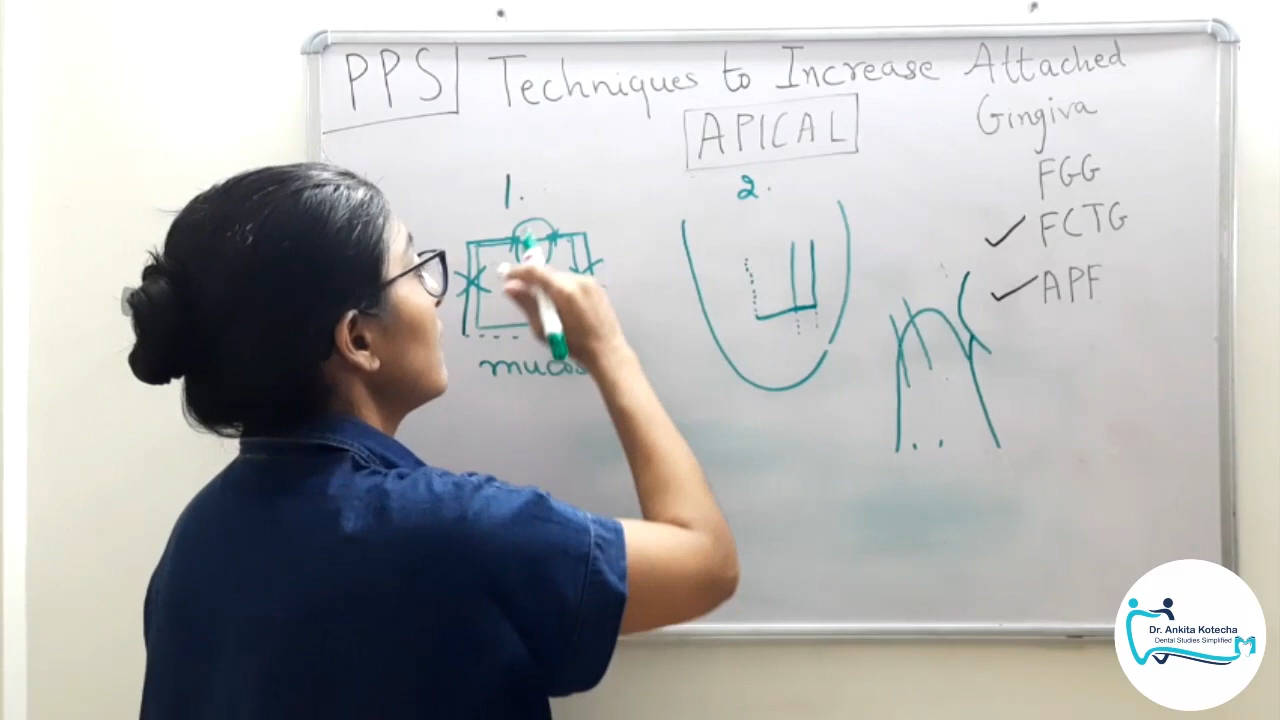 PPS Techniques to Increase Attached
Gingiva
APICAL
FGG
✓ FCTG
✓ APF
1.
2.
Dr. Ankita Kotecha
Dental Studies Simplified